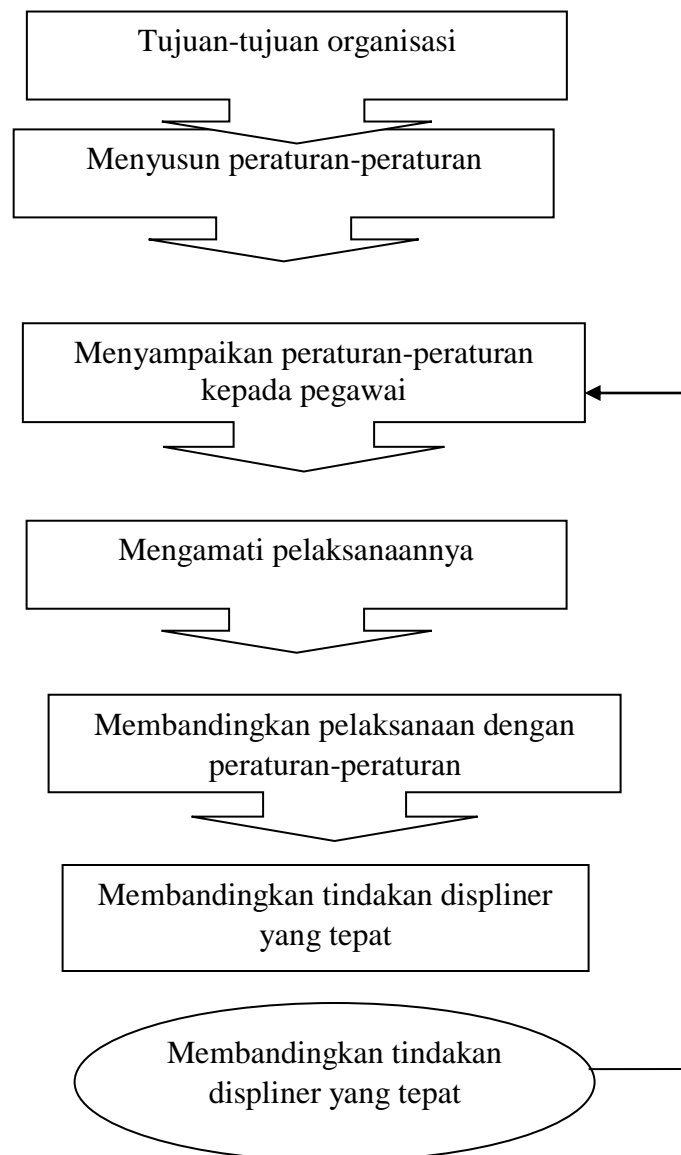 Tujuan-tujuan organisasi
Menyusun peraturan-peraturan
Menyampaikan peraturan-peraturan
kepada pegawai
Mengamati pelaksanaannya
Membandingkan pelaksanaan dengan
peraturan-peraturan
Membandingkan tindakan displiner
yang tepat
Membandingkan tindakan
displiner yang tepat